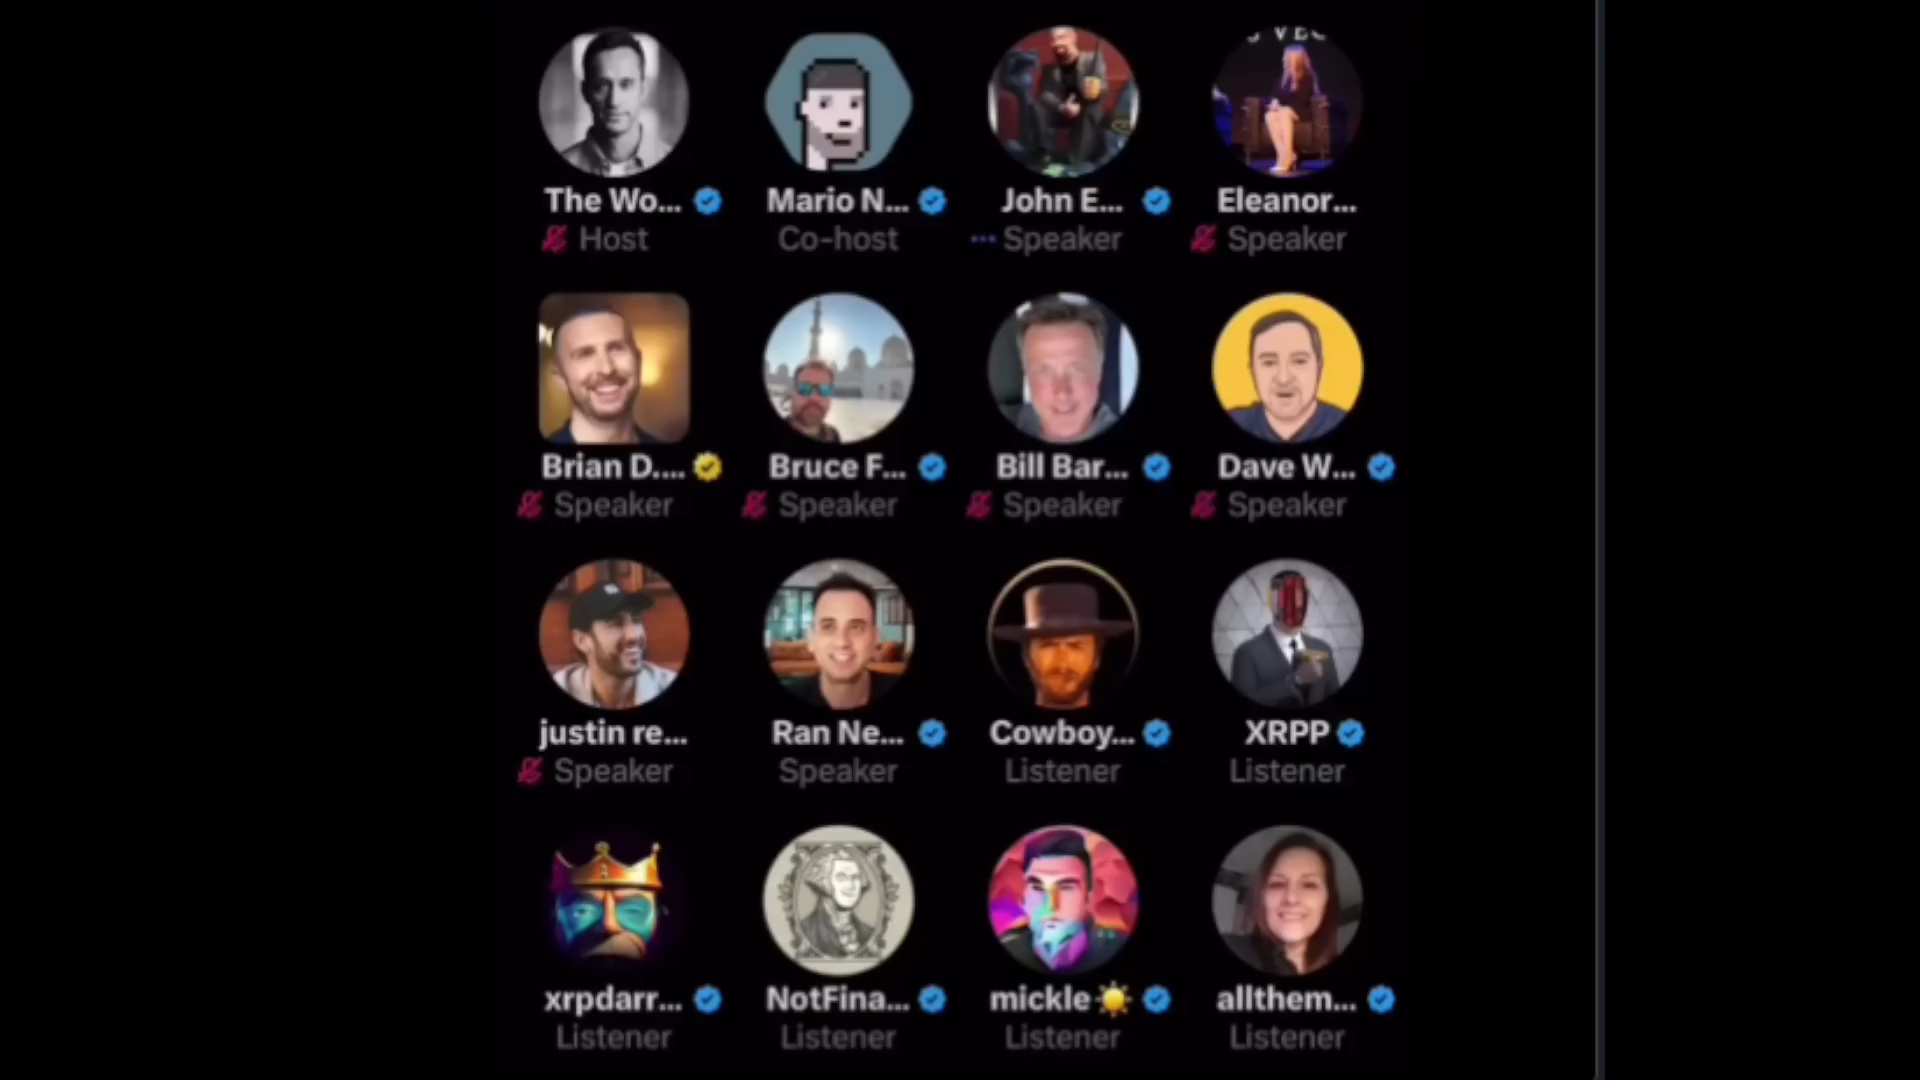 The Wo... Mario N... John E... Eleanor...
Host Co-host Speaker Speaker
Brian D.... Bruce F... Bill Bar... Dave W...
Speaker Speaker Speaker Speaker
justin re... Ran Ne... Cowboy... XRPP
Speaker Speaker Listener Listener
xrpdarr... NotFina... mickle☀️ allthem...
Listener Listener Listener Listener